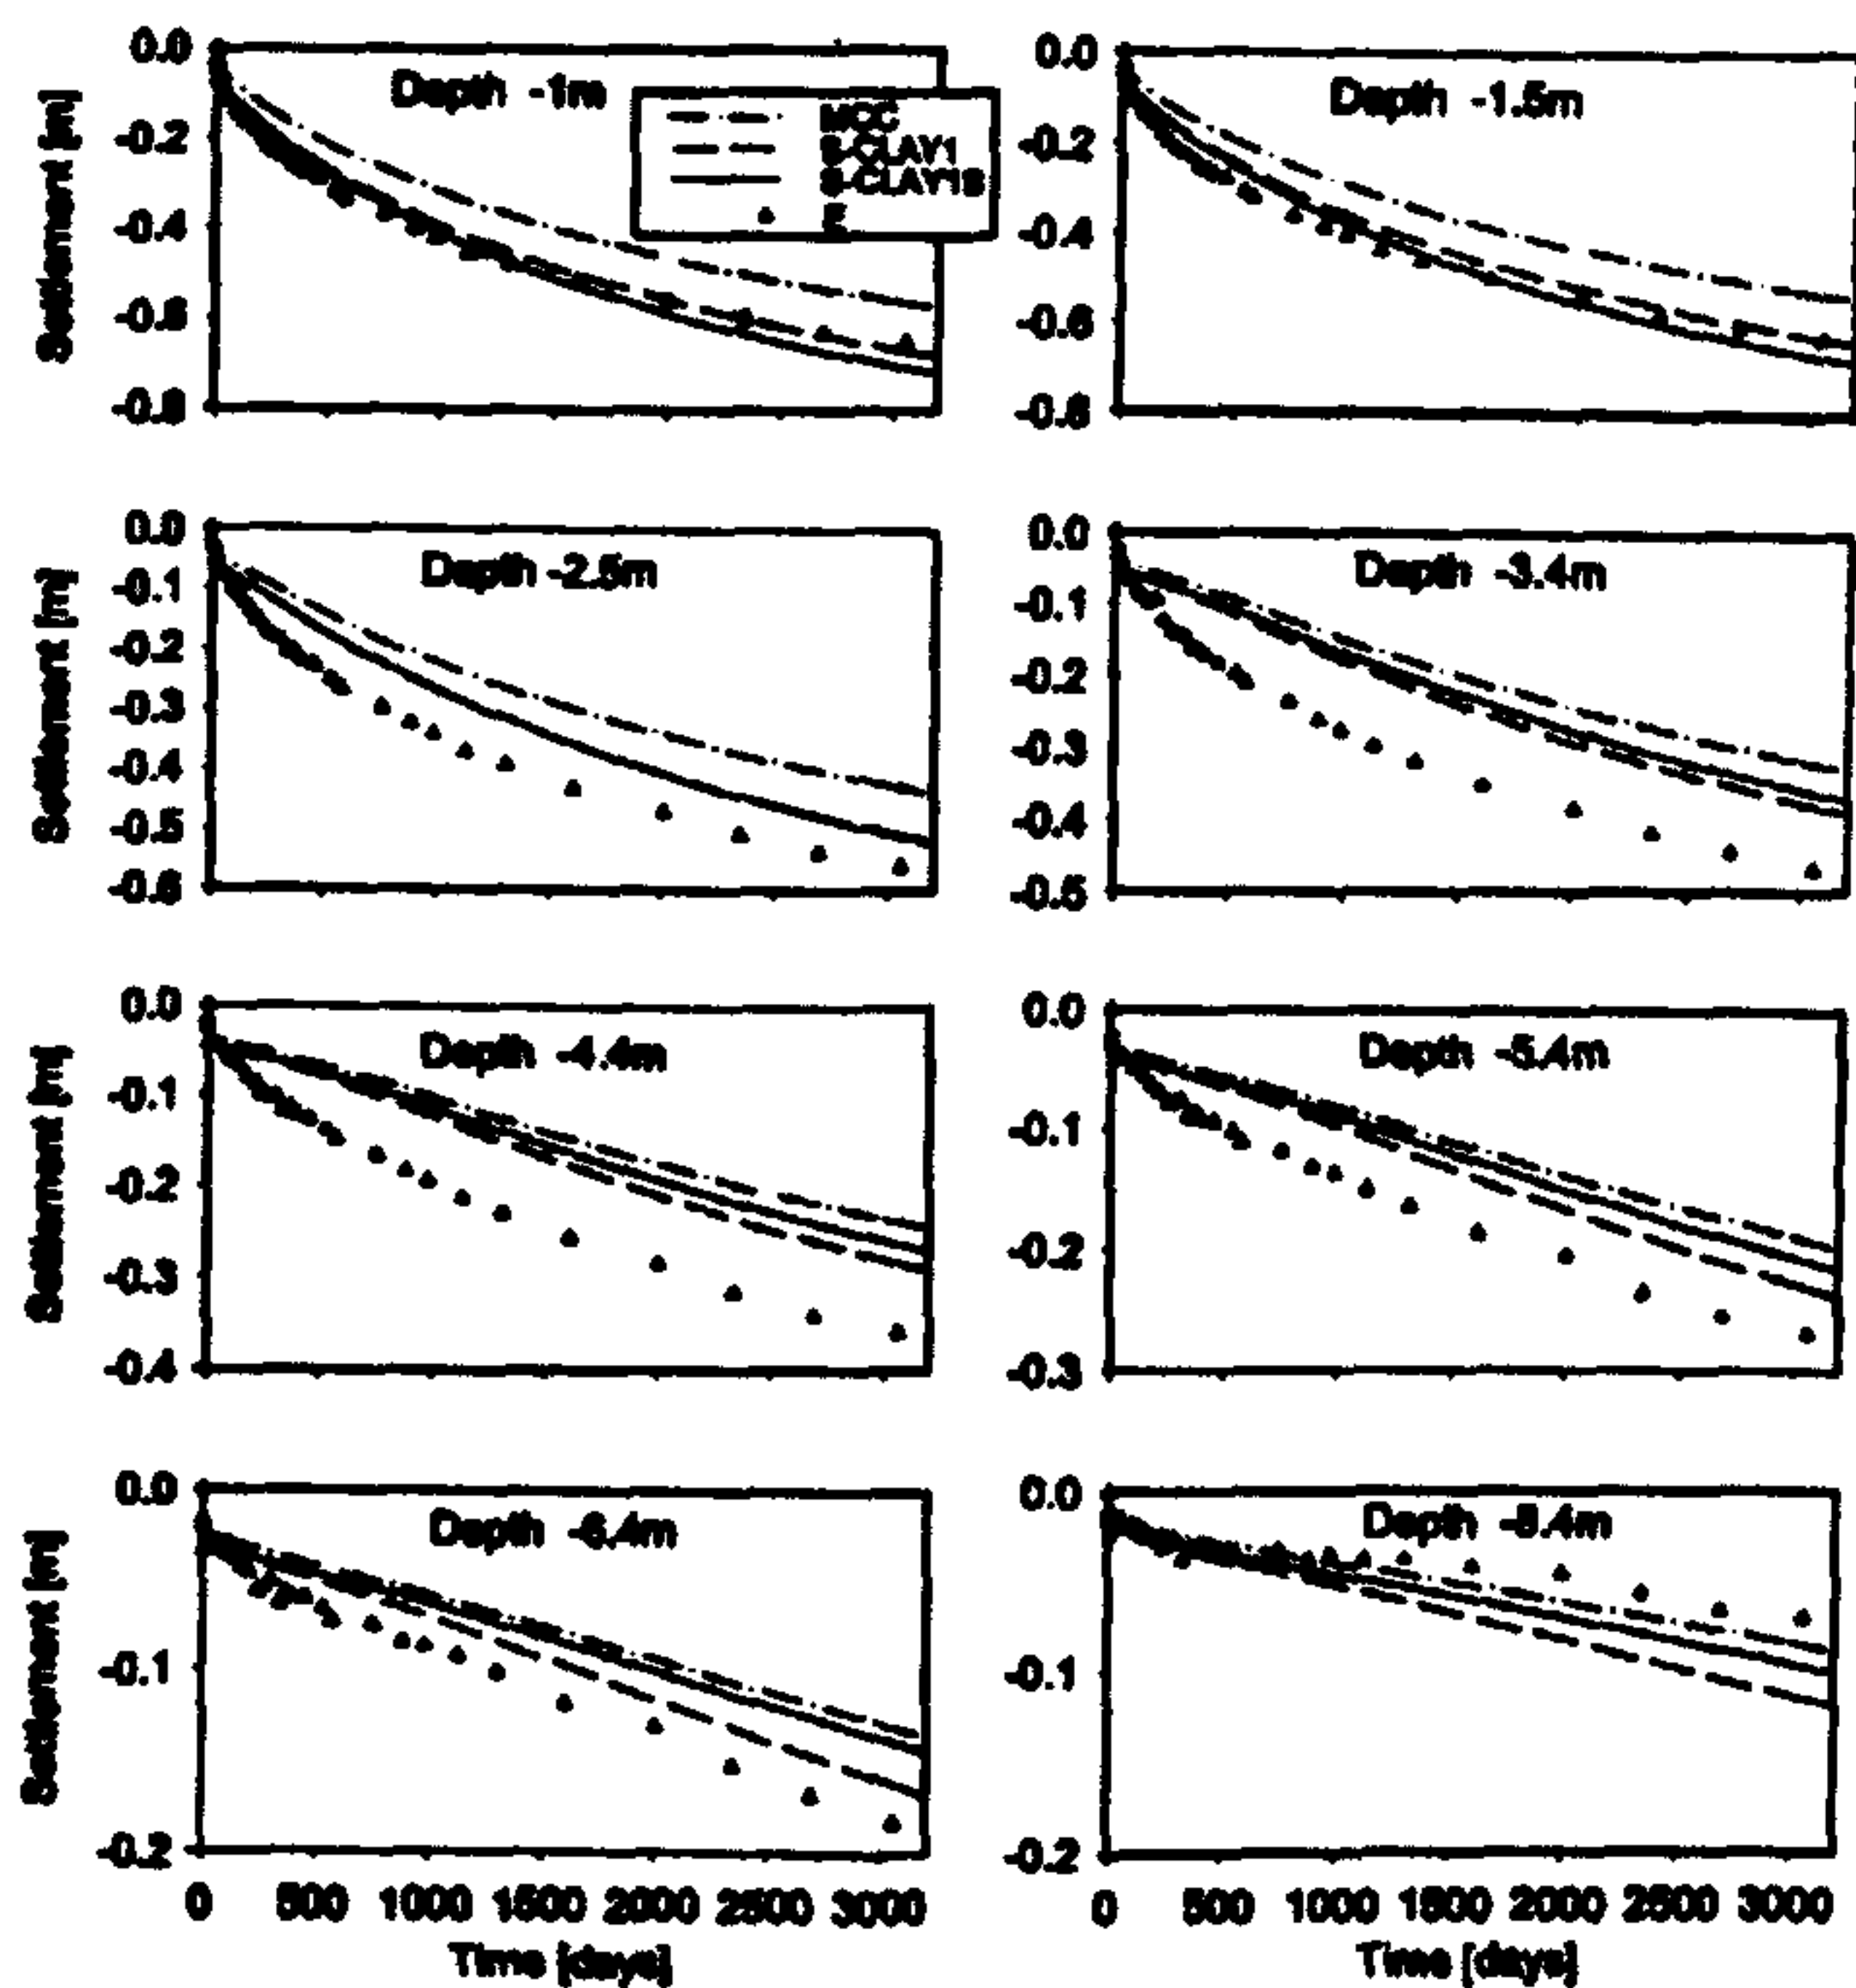 0.0
-0.2
-0.4
-0.6
-0.8
Settlement [m]
Depth -1m
MCC
S-CLAY1
S-CLAY1S
E
0.0
-0.2
-0.4
-0.6
-0.8
Depth -1.5m
0.0
-0.1
-0.2
-0.3
-0.4
-0.5
-0.6
Settlement [m]
Depth -2.5m
0.0
-0.1
-0.2
-0.3
-0.4
-0.5
Depth -3.4m
0.0
-0.1
-0.2
-0.3
-0.4
Settlement [m]
Depth -4.4m
0.0
-0.1
-0.2
-0.3
Depth -5.4m
0.0
-0.1
-0.2
Settlement [m]
Depth -6.4m
0 500 1000 1500 2000 2500 3000
Time [days]
0.0
-0.1
-0.2
Depth -8.4m
0 500 1000 1500 2000 2500 3000
Time [days]